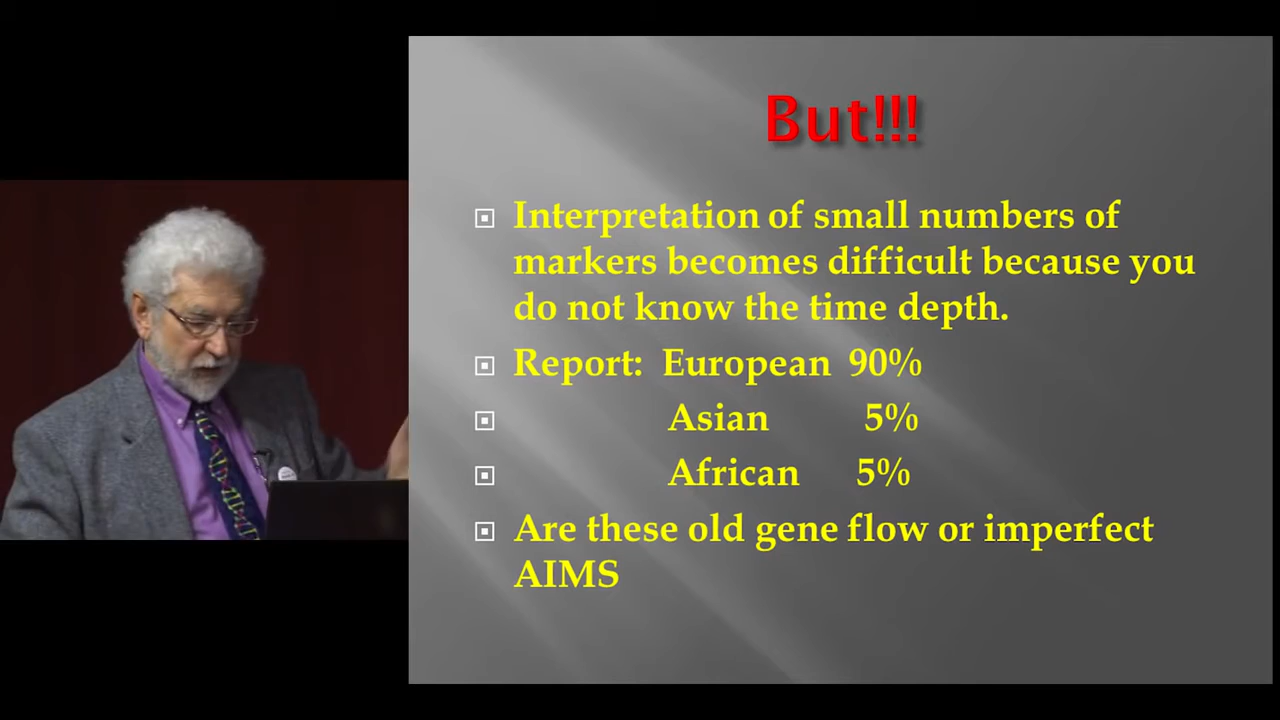 But!!!
Interpretation of small numbers of
markers becomes difficult because you
do not know the time depth.
Report: European 90%
Asian 5%
African 5%
Are these old gene flow or imperfect
AIMS